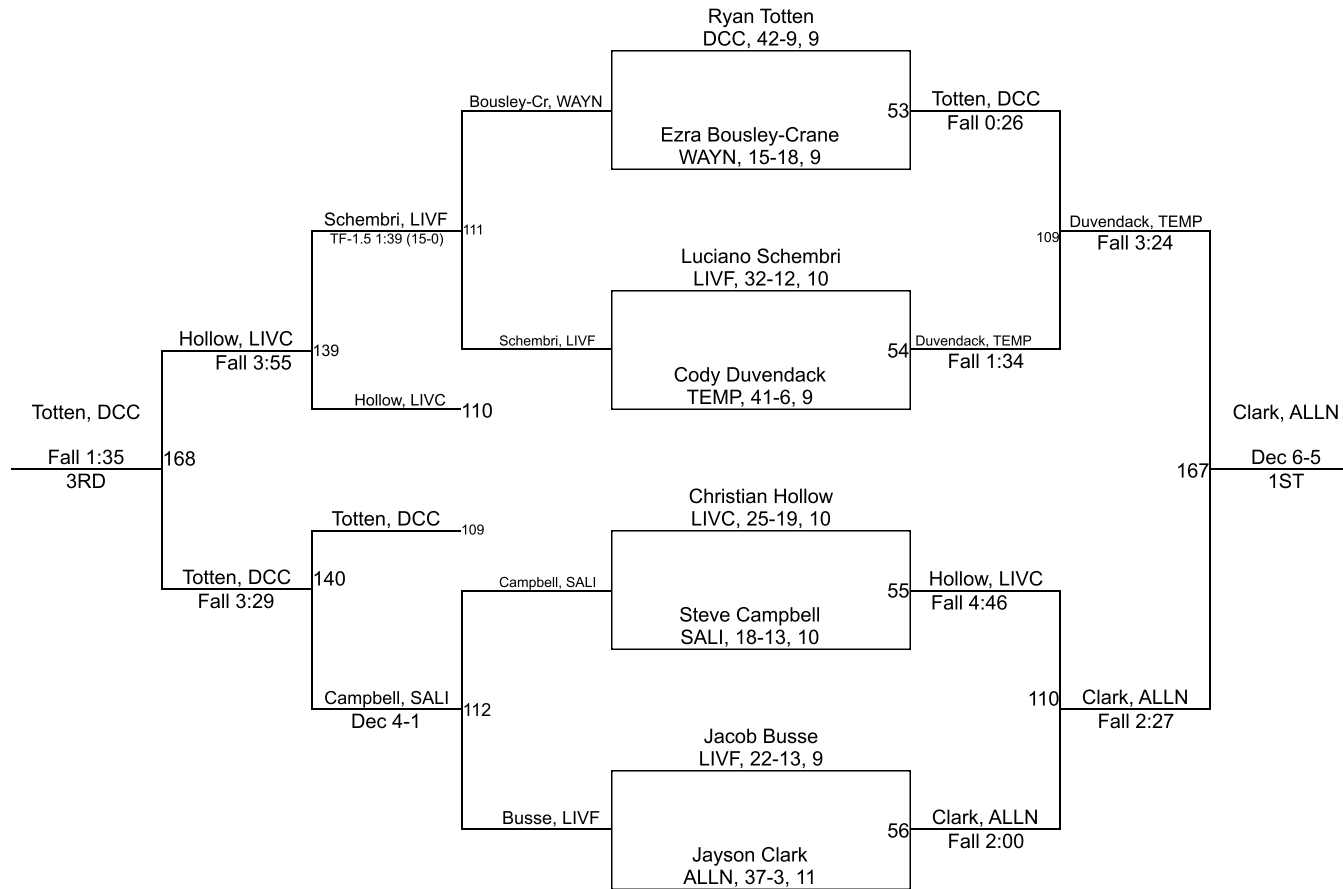 Ryan Totten
DCC, 42-9, 9
Bousley-Cr, WAYN
53
Totten, DCC
Fall 0:26
Ezra Bousley-Crane
WAYN, 15-18, 9
Schembri, LIVF
TF-1.5 1:39 (15-0)
111
109
Duvendack, TEMP
Fall 3:24
Luciano Schembri
LIVF, 32-12, 10
Hollow, LIVC
Fall 3:55
139
Schembri, LIVF
54
Duvendack, TEMP
Fall 1:34
Cody Duvendack
TEMP, 41-6, 9
Hollow, LIVC
110
Totten, DCC
Fall 1:35
3RD
168
Clark, ALLN
Dec 6-5
1ST
167
Christian Hollow
LIVC, 25-19, 10
Totten, DCC
109
Totten, DCC
Fall 3:29
140
Campbell, SALI
55
Hollow, LIVC
Fall 4:46
Steve Campbell
SALI, 18-13, 10
Campbell, SALI
Dec 4-1
112
110
Clark, ALLN
Fall 2:27
Jacob Busse
LIVF, 22-13, 9
Busse, LIVF
56
Clark, ALLN
Fall 2:00
Jayson Clark
ALLN, 37-3, 11